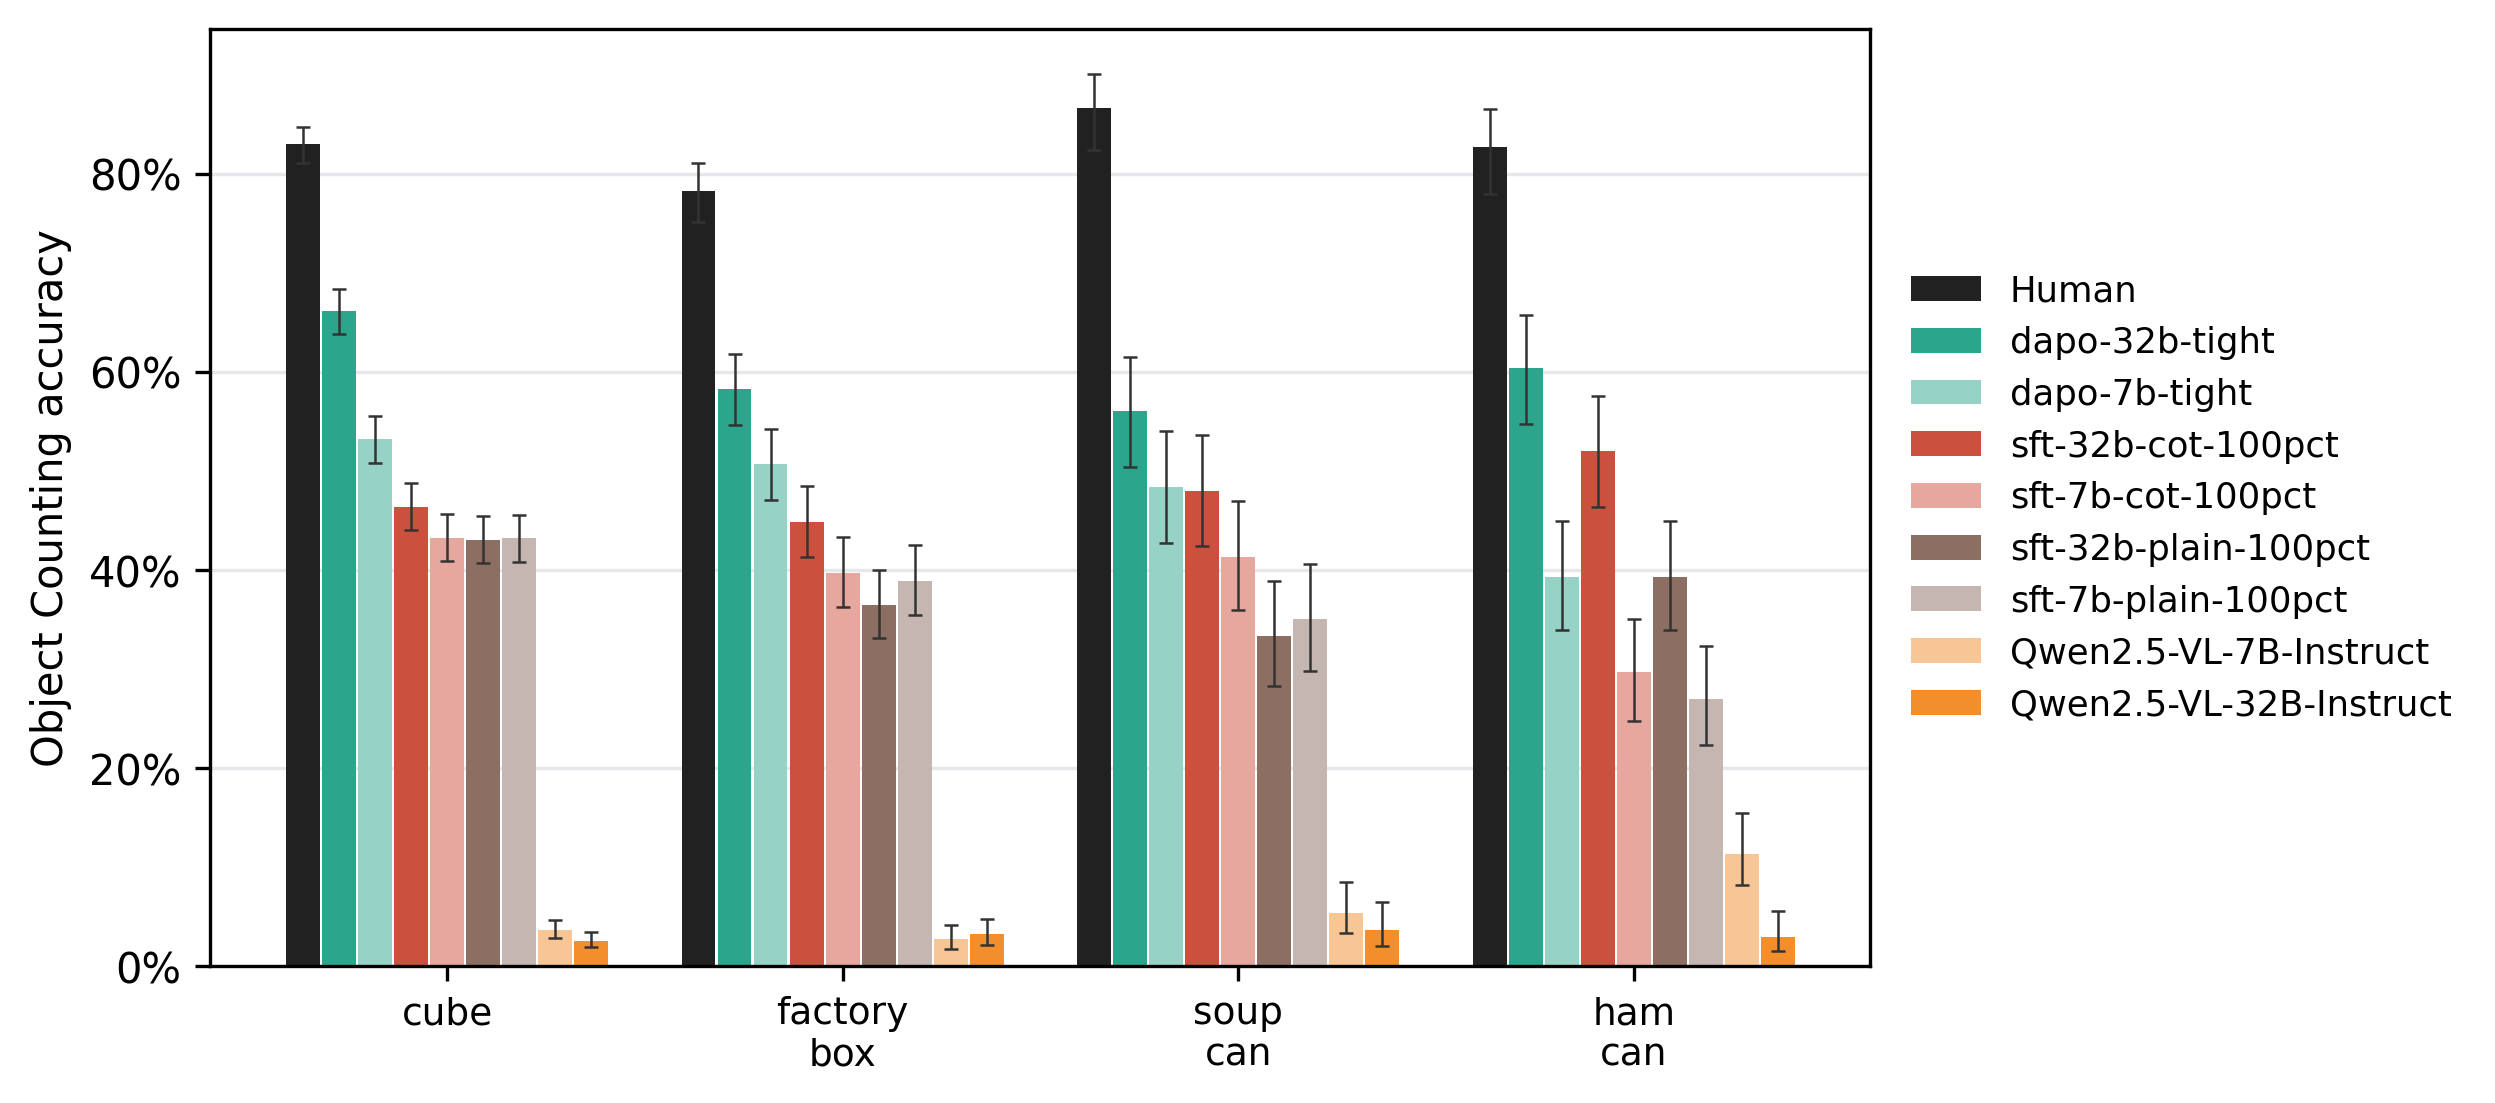 Object Counting accuracy
80%
60%
40%
20%
0%
cube
factory
box
soup
can
ham
can
Human
dapo-32b-tight
dapo-7b-tight
sft-32b-cot-100pct
sft-7b-cot-100pct
sft-32b-plain-100pct
sft-7b-plain-100pct
Qwen2.5-VL-7B-Instruct
Qwen2.5-VL-32B-Instruct